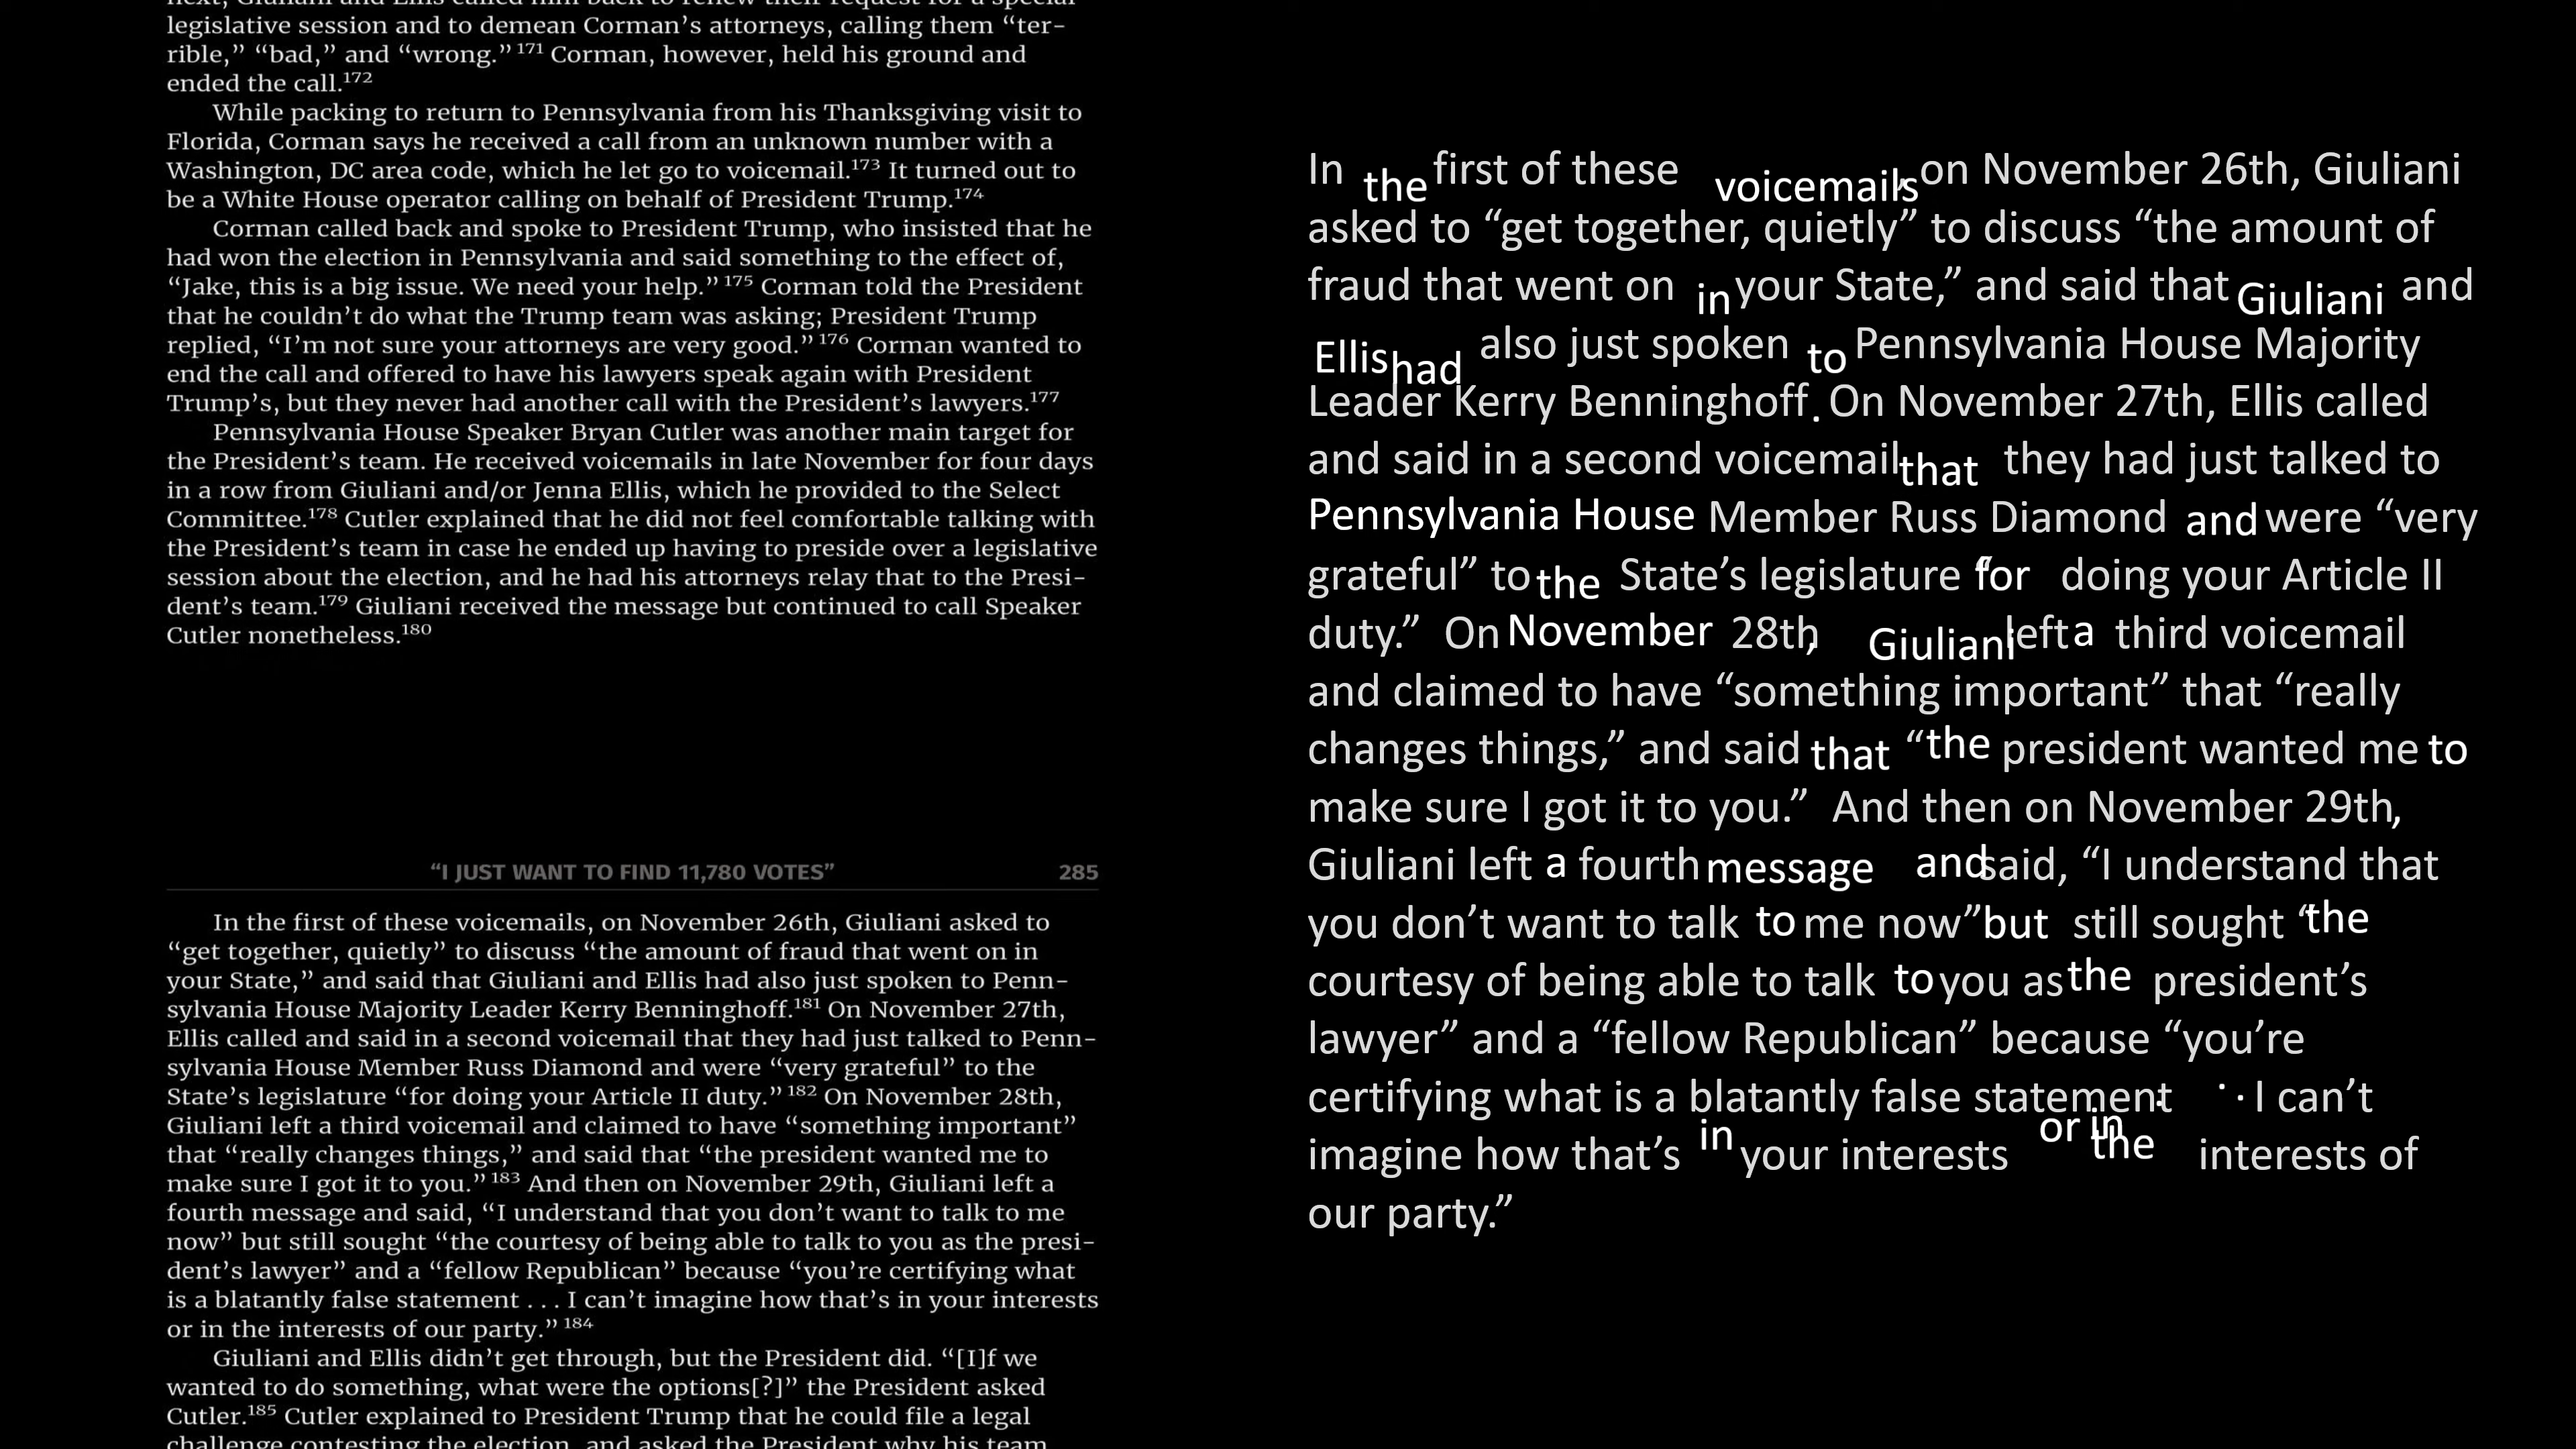 legislative session and to demean Corman’s attorneys, calling them “ter-
rible,” “bad,” and “wrong.” 171 Corman, however, held his ground and
ended the call.172
While packing to return to Pennsylvania from his Thanksgiving visit to
Florida, Corman says he received a call from an unknown number with a
Washington, DC area code, which he let go to voicemail.173 It turned out to
be a White House operator calling on behalf of President Trump.174
Corman called back and spoke to President Trump, who insisted that he
had won the election in Pennsylvania and said something to the effect of,
“Jake, this is a big issue. We need your help.” 175 Corman told the President
that he couldn’t do what the Trump team was asking; President Trump
replied, “I’m not sure your attorneys are very good.” 176 Corman wanted to
end the call and offered to have his lawyers speak again with President
Trump’s, but they never had another call with the President’s lawyers.177
Pennsylvania House Speaker Bryan Cutler was another main target for
the President’s team. He received voicemails in late November for four days
in a row from Giuliani and/or Jenna Ellis, which he provided to the Select
Committee.178 Cutler explained that he did not feel comfortable talking with
the President’s team in case he ended up having to preside over a legislative
session about the election, and he had his attorneys relay that to the Presi-
dent’s team.179 Giuliani received the message but continued to call Speaker
Cutler nonetheless.180
“I JUST WANT TO FIND 11,780 VOTES” 285
In the first of these voicemails, on November 26th, Giuliani asked to
“get together, quietly” to discuss “the amount of fraud that went on in
your State,” and said that Giuliani and Ellis had also just spoken to Penn-
sylvania House Majority Leader Kerry Benninghoff.181 On November 27th,
Ellis called and said in a second voicemail that they had just talked to Penn-
sylvania House Member Russ Diamond and were “very grateful” to the
State’s legislature “for doing your Article II duty.” 182 On November 28th,
Giuliani left a third voicemail and claimed to have “something important”
that “really changes things,” and said that “the president wanted me to
make sure I got it to you.” 183 And then on November 29th, Giuliani left a
fourth message and said, “I understand that you don’t want to talk to me
now” but still sought “the courtesy of being able to talk to you as the presi-
dent’s lawyer” and a “fellow Republican” because “you’re certifying what
is a blatantly false statement . . . I can’t imagine how that’s in your interests
or in the interests of our party.” 184
Giuliani and Ellis didn’t get through, but the President did. “[I]f we
wanted to do something, what were the options[?]” the President asked
Cutler.185 Cutler explained to President Trump that he could file a legal
challenge contesting the election, and asked the President why his team
In the first of these voicemails, on November 26th, Giuliani
asked to “get together, quietly” to discuss “the amount of
fraud that went on in your State,” and said that Giuliani and
Ellis had also just spoken to Pennsylvania House Majority
Leader Kerry Benninghoff. On November 27th, Ellis called
and said in a second voicemail that they had just talked to
Pennsylvania House Member Russ Diamond and were “very
grateful” to the State’s legislature “for doing your Article II
duty.” On November 28th, Giuliani left a third voicemail
and claimed to have “something important” that “really
changes things,” and said that “the president wanted me to
make sure I got it to you.” And then on November 29th,
Giuliani left a fourth message and said, “I understand that
you don’t want to talk to me now” but still sought “the
courtesy of being able to talk to you as the president’s
lawyer” and a “fellow Republican” because “you’re
certifying what is a blatantly false statement . . . I can’t
imagine how that’s in your interests or in the interests of
our party.”